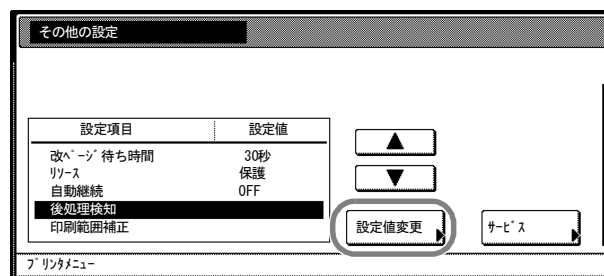 その他の設定
設定項目 設定値
改ﾍﾟｰｼﾞ待ち時間 30秒
ﾘｿｰｽ 保護
自動継続 OFF
後処理検知
印刷範囲補正
▲
▼
設定値変更
ｻｰﾋﾞｽ
ﾌﾟﾘﾝﾀﾒﾆｭｰ